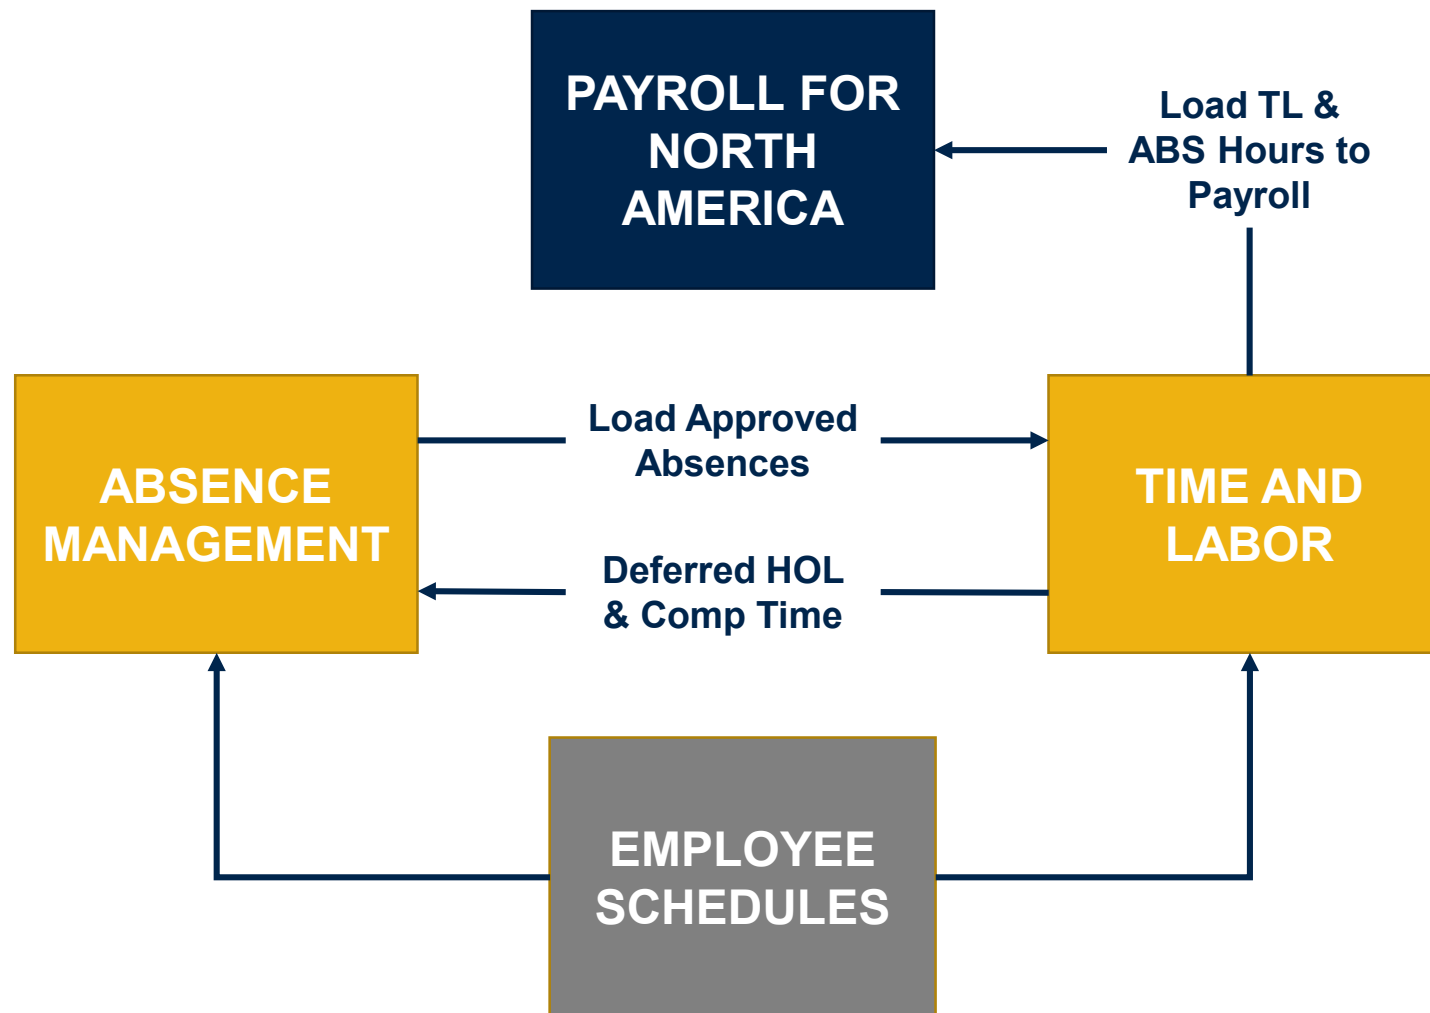 PAYROLL FOR
NORTH
AMERICA
Load TL &
ABS Hours to
Payroll
ABSENCE
MANAGEMENT
Load Approved
Absences
Deferred HOL
& Comp Time
TIME AND
LABOR
EMPLOYEE
SCHEDULES